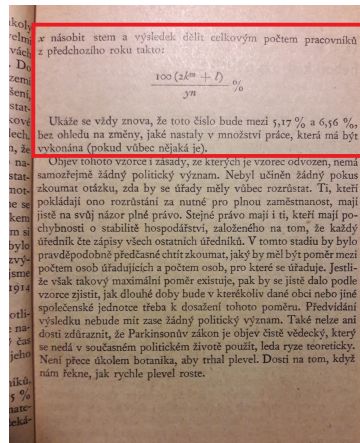 x násobit stem a výsledek dělit celkovým počtem pracovníků
z předchozího roku takto:
100 (2kᵐ + l)
yn
%
Ukáže se vždy znova, že toto číslo bude mezi 5,17 % a 6,56 %,
bez ohledu na změny, jaké nastaly v množství práce, která má být
vykonána (pokud vůbec nějaká je).
Objev tohoto vzorce i zásady, ze kterých je vzorec odvozen, nemá
samozřejmě žádný politický význam. Nebyl učiněn žádný pokus
zkoumat otázku, zda by se úřady měly vůbec rozrůstat. Ti, kteří
pokládají ono rozrůstání za nutné pro plnou zaměstnanost, mají
jistě na svůj názor plné právo. Stejné právo mají i ti, kteří mají po-
chybnosti o stabilitě hospodářství, založeného na tom, že každý
úředník čte zápisy všech ostatních úředníků. V tomto stadiu by bylo
pravděpodobně předčasné chtít zkoumat, jaký by měl být poměr mezi
počtem osob úřadujících a počtem osob, pro které se úřaduje. Jestli-
že však takový maximální poměr existuje, pak by se jistě dalo podle
vzorce zjistit, jak dlouhé doby bude v kterékoliv dané obci nebo jiné
společenské jednotce třeba k dosažení tohoto poměru. Předvídání
výsledku nebude mít zase žádný politický význam. Také nelze ani
dosti zdůraznit, že Parkinsonův zákon je objev čistě vědecký, který
se nedá v současném politickém životě použít, leda ryze teoreticky.
Není přece úkolem botanika, aby trhal plevel. Dosti na tom, když
nám řekne, jak rychle plevel roste.